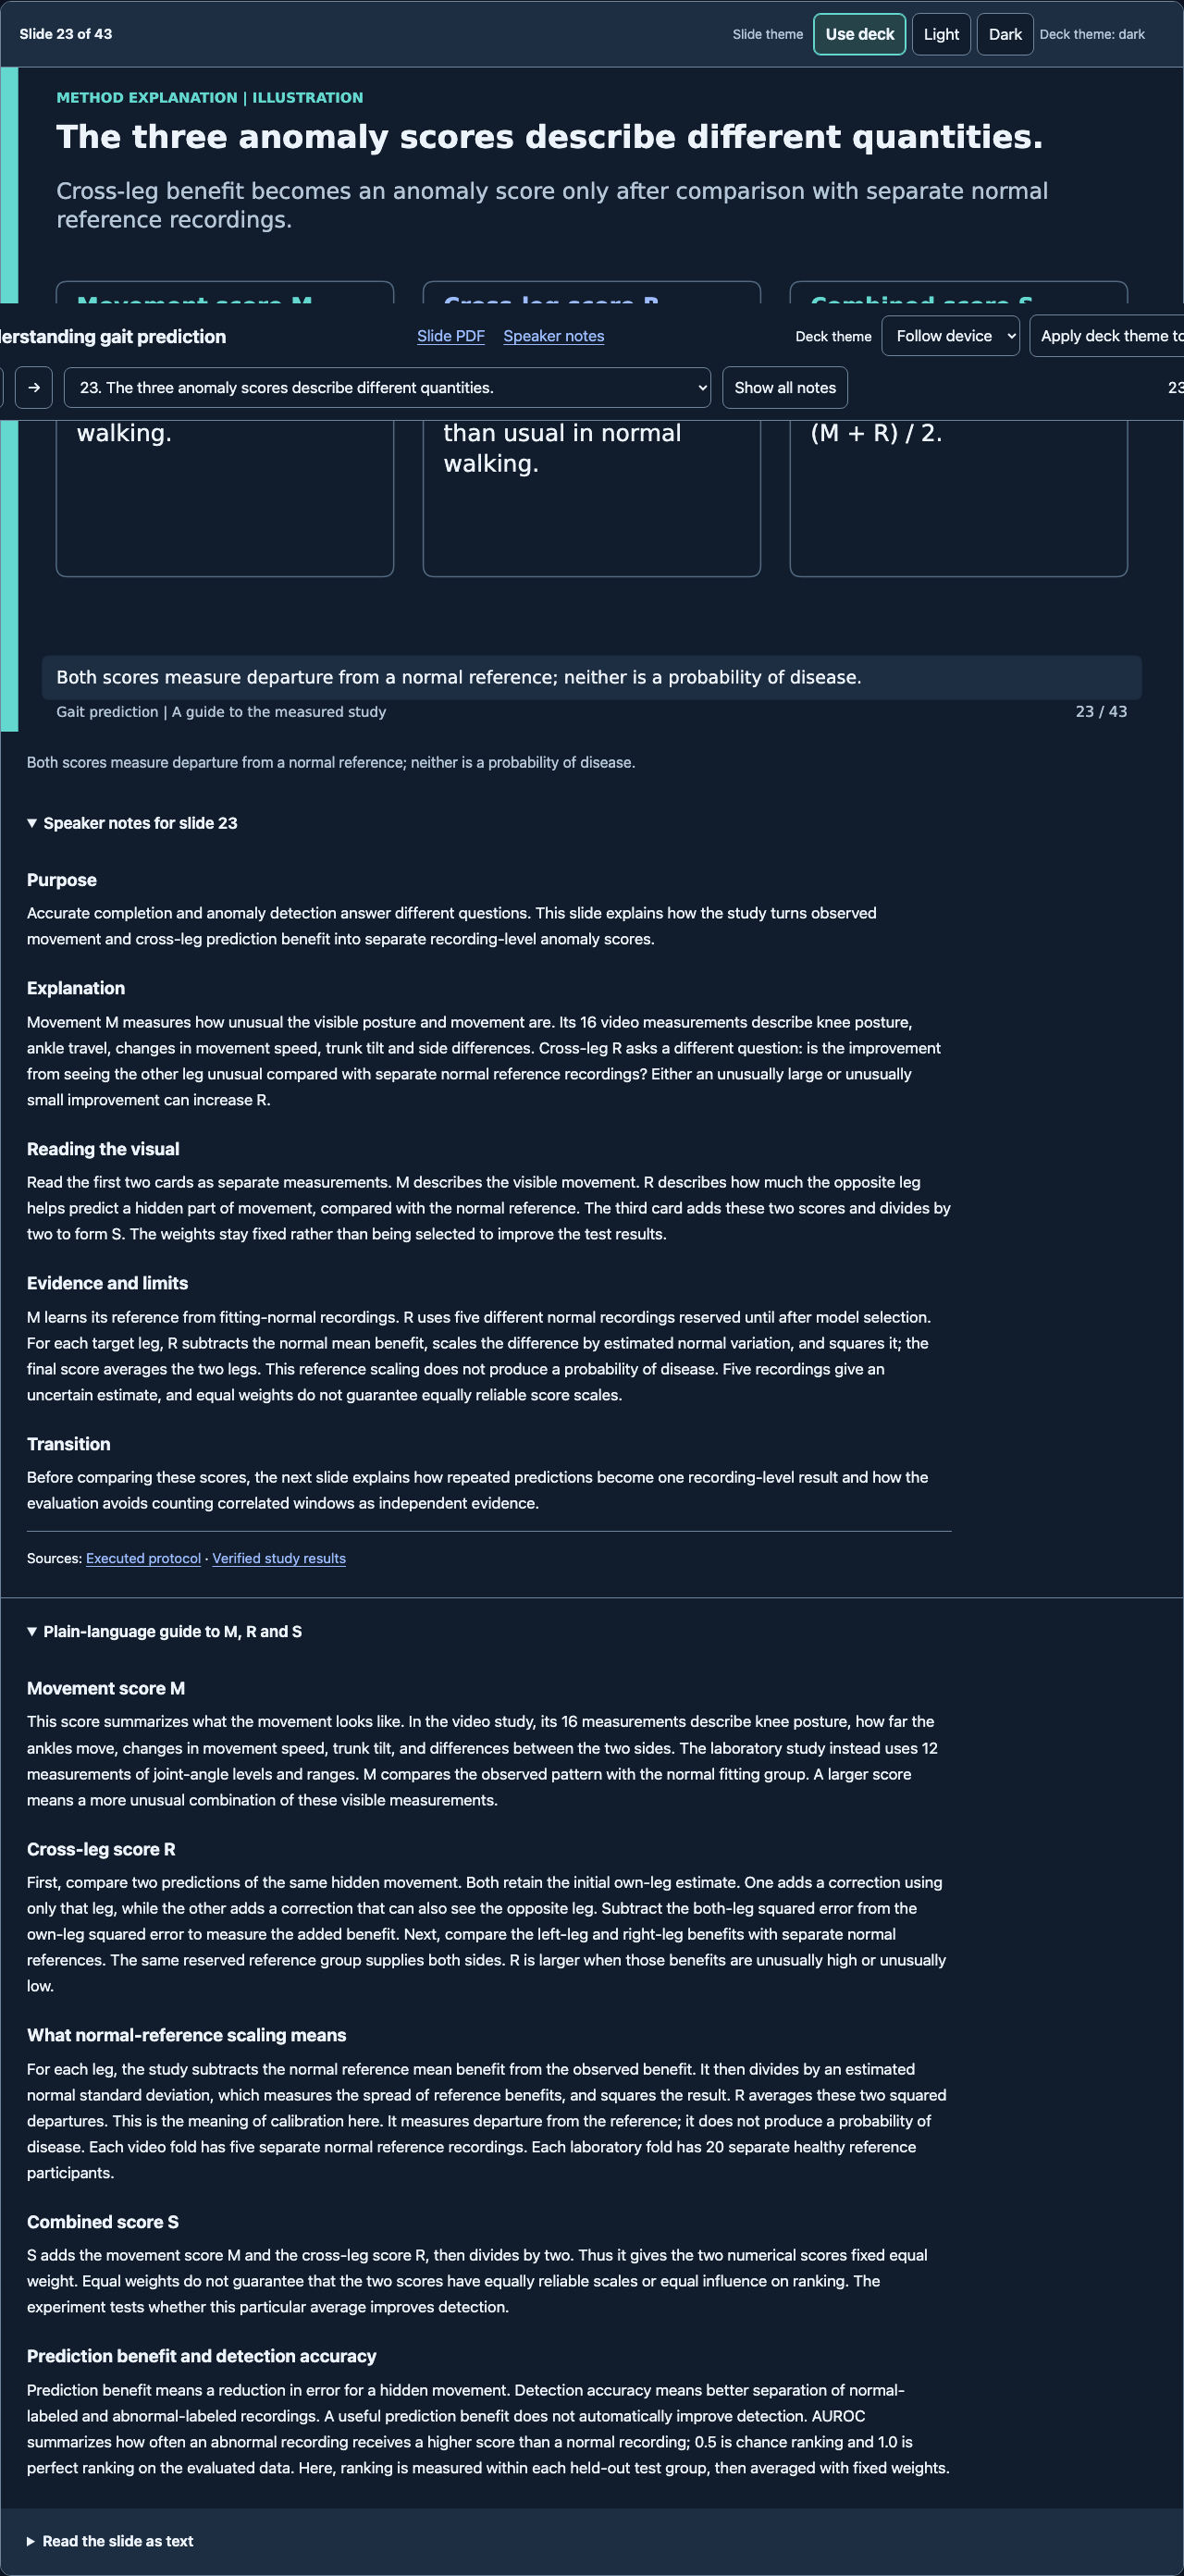 Slide 23 of 43
Slide theme Use deck Light Dark Deck theme: dark
METHOD EXPLANATION | ILLUSTRATION
The three anomaly scores describe different quantities.
Cross-leg benefit becomes an anomaly score only after comparison with separate normal
reference recordings.
Movement score M
Cross-leg score R
Combined score S
erstanding gait prediction
Slide PDF Speaker notes
Deck theme Follow device Apply deck theme to
→ 23. The three anomaly scores describe different quantities. Show all notes 23
walking.
than usual in normal
walking.
(M + R) / 2.
Both scores measure departure from a normal reference; neither is a probability of disease.
Gait prediction | A guide to the measured study
23 / 43
Both scores measure departure from a normal reference; neither is a probability of disease.
▼ Speaker notes for slide 23
Purpose
Accurate completion and anomaly detection answer different questions. This slide explains how the study turns observed
movement and cross-leg prediction benefit into separate recording-level anomaly scores.
Explanation
Movement M measures how unusual the visible posture and movement are. Its 16 video measurements describe knee posture,
ankle travel, changes in movement speed, trunk tilt and side differences. Cross-leg R asks a different question: is the improvement
from seeing the other leg unusual compared with separate normal reference recordings? Either an unusually large or unusually
small improvement can increase R.
Reading the visual
Read the first two cards as separate measurements. M describes the visible movement. R describes how much the opposite leg
helps predict a hidden part of movement, compared with the normal reference. The third card adds these two scores and divides by
two to form S. The weights stay fixed rather than being selected to improve the test results.
Evidence and limits
M learns its reference from fitting-normal recordings. R uses five different normal recordings reserved until after model selection.
For each target leg, R subtracts the normal mean benefit, scales the difference by estimated normal variation, and squares it; the
final score averages the two legs. This reference scaling does not produce a probability of disease. Five recordings give an
uncertain estimate, and equal weights do not guarantee equally reliable score scales.
Transition
Before comparing these scores, the next slide explains how repeated predictions become one recording-level result and how the
evaluation avoids counting correlated windows as independent evidence.
Sources: Executed protocol · Verified study results
▼ Plain-language guide to M, R and S
Movement score M
This score summarizes what the movement looks like. In the video study, its 16 measurements describe knee posture, how far the
ankles move, changes in movement speed, trunk tilt, and differences between the two sides. The laboratory study instead uses 12
measurements of joint-angle levels and ranges. M compares the observed pattern with the normal fitting group. A larger score
means a more unusual combination of these visible measurements.
Cross-leg score R
First, compare two predictions of the same hidden movement. Both retain the initial own-leg estimate. One adds a correction using
only that leg, while the other adds a correction that can also see the opposite leg. Subtract the both-leg squared error from the
own-leg squared error to measure the added benefit. Next, compare the left-leg and right-leg benefits with separate normal
references. The same reserved reference group supplies both sides. R is larger when those benefits are unusually high or unusually
low.
What normal-reference scaling means
For each leg, the study subtracts the normal reference mean benefit from the observed benefit. It then divides by an estimated
normal standard deviation, which measures the spread of reference benefits, and squares the result. R averages these two squared
departures. This is the meaning of calibration here. It measures departure from the reference; it does not produce a probability of
disease. Each video fold has five separate normal reference recordings. Each laboratory fold has 20 separate healthy reference
participants.
Combined score S
S adds the movement score M and the cross-leg score R, then divides by two. Thus it gives the two numerical scores fixed equal
weight. Equal weights do not guarantee that the two scores have equally reliable scales or equal influence on ranking. The
experiment tests whether this particular average improves detection.
Prediction benefit and detection accuracy
Prediction benefit means a reduction in error for a hidden movement. Detection accuracy means better separation of normal-
labeled and abnormal-labeled recordings. A useful prediction benefit does not automatically improve detection. AUROC
summarizes how often an abnormal recording receives a higher score than a normal recording; 0.5 is chance ranking and 1.0 is
perfect ranking on the evaluated data. Here, ranking is measured within each held-out test group, then averaged with fixed weights.
▶ Read the slide as text